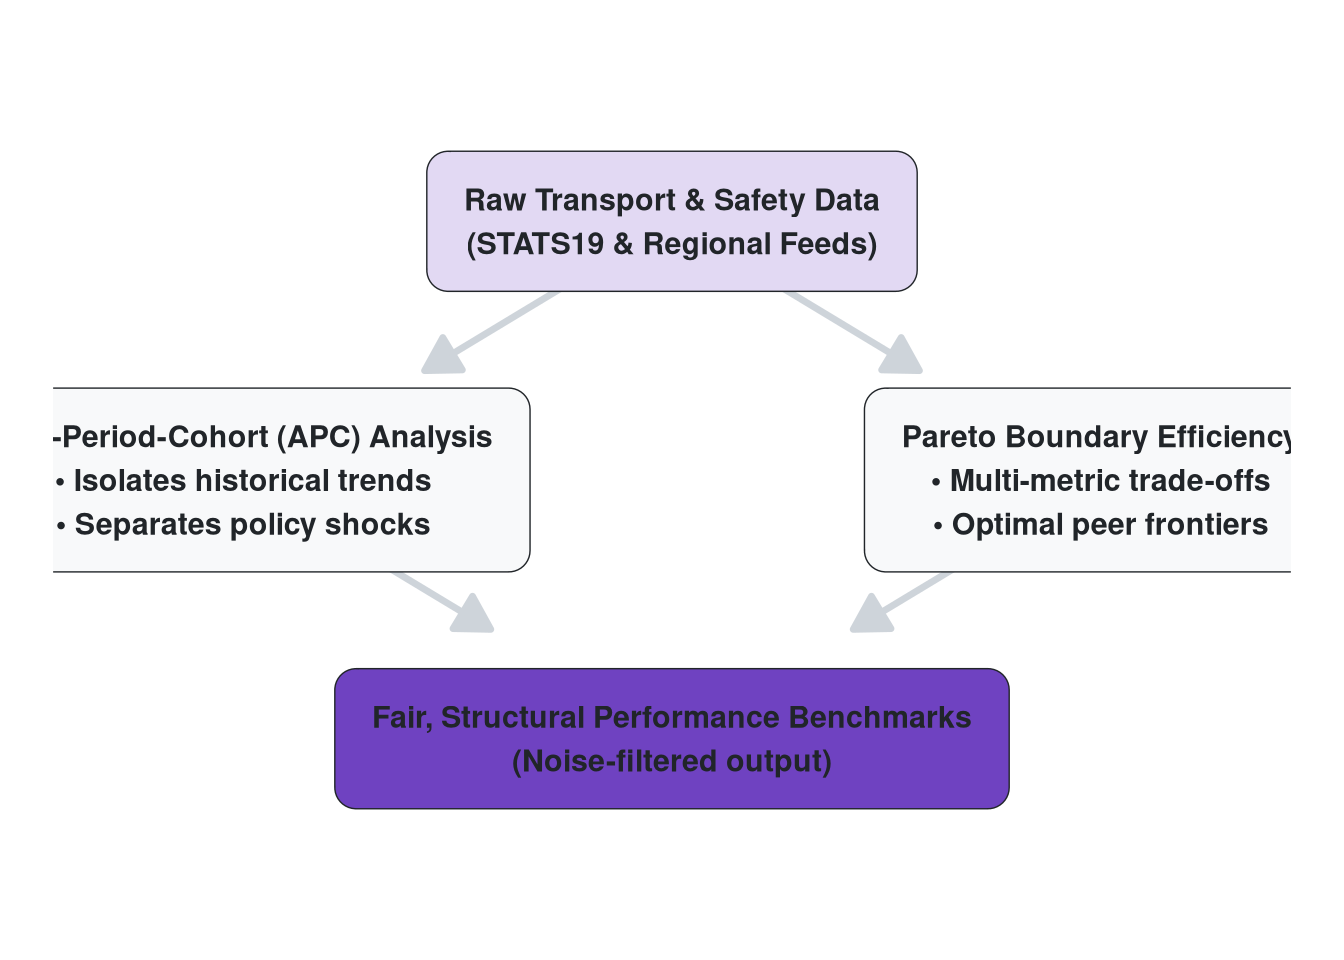 Raw Transport & Safety Data
(STATS19 & Regional Feeds)
-Period-Cohort (APC) Analysis
• Isolates historical trends
• Separates policy shocks
Pareto Boundary Efficiency
• Multi-metric trade-offs
• Optimal peer frontiers
Fair, Structural Performance Benchmarks
(Noise-filtered output)